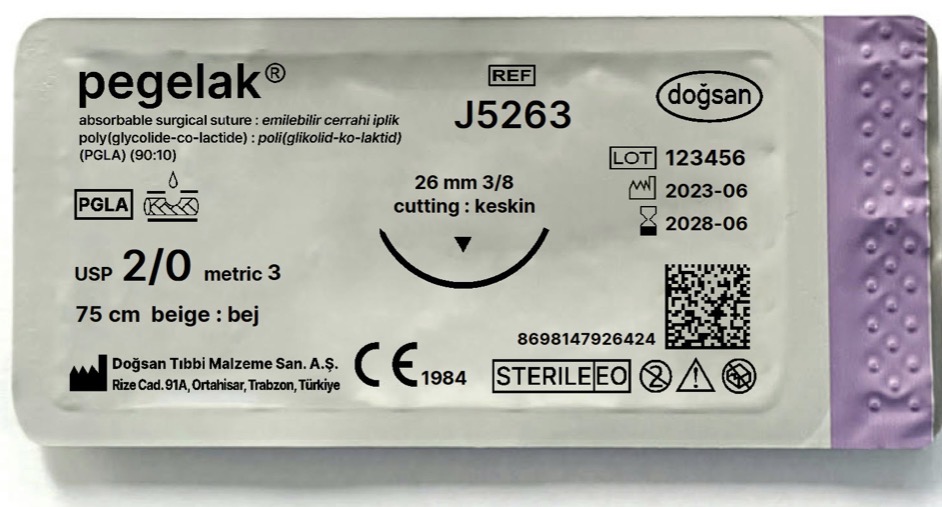 pegelak®
absorbable surgical suture : emilebilir cerrahi iplik
poly(glycolide-co-lactide) : poli(glikolid-ko-laktid)
(PGLA) (90:10)
PGLA
USP 2/0 metric 3
75 cm beige : bej
Doğsan Tıbbi Malzeme San. A.Ş.
Rize Cad. 91A, Ortahisar, Trabzon, Türkiye
CE 1984
REF
J5263
26 mm 3/8
cutting : keskin
doğsan
LOT 123456
2023-06
2028-06
8698147926424
STERILE EO
2